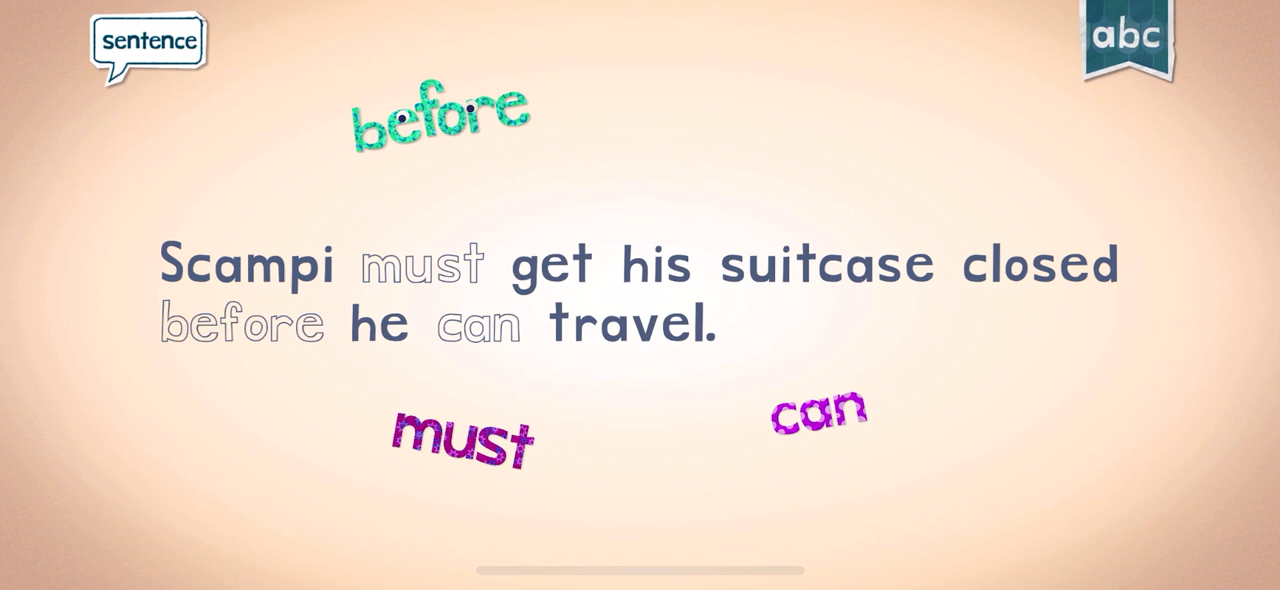 sentence
abc
before
Scampi must get his suitcase closed
before he can travel.
must
can